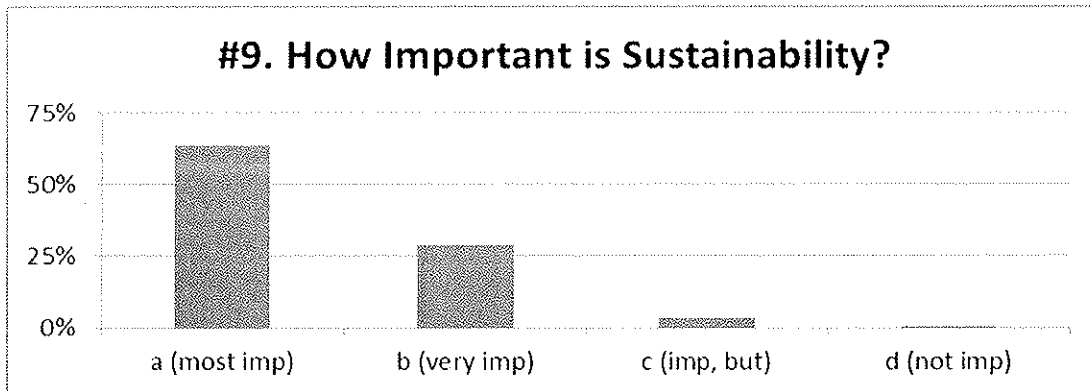 #9. How Important is Sustainability?
75%
50%
25%
0%
a (most imp)
b (very imp)
c (imp, but)
d (not imp)